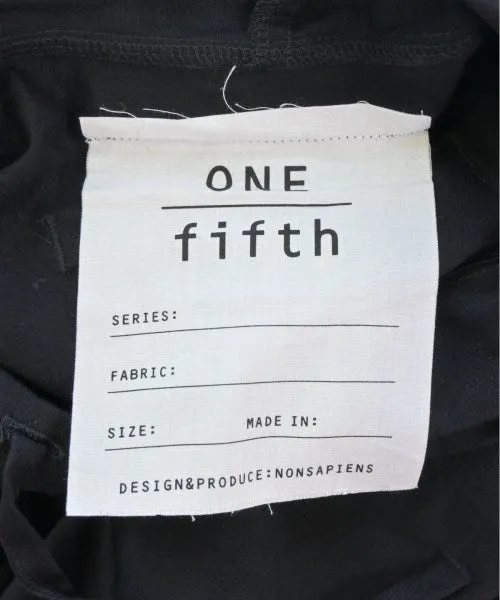 ONE
fifth
SERIES:
FABRIC:
SIZE: MADE IN:
DESIGN&PRODUCE:NONSAPIENS